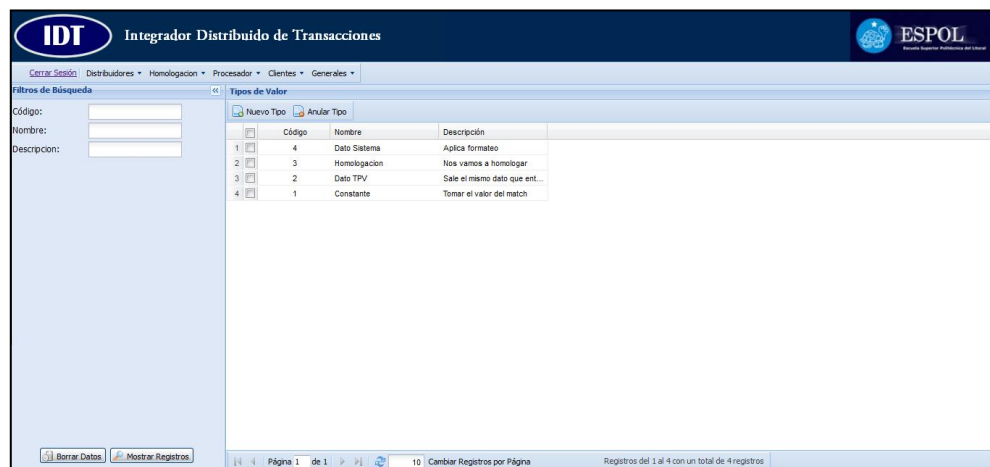 IDT Integrador Distribuido de Transacciones ESPOL
Escuela Superior Politécnica del Litoral
Cerrar Sesión Distribuidores Homologacion Procesador Clientes Generales
Filtros de Búsqueda Tipos de Valor
Código: Nuevo Tipo Anular Tipo
Nombre: Código Nombre Descripción
Descripcion: 1 4 Dato Sistema Aplica formateo
2 3 Homologacion Nos vamos a homologar
3 2 Dato TPV Sale el mismo dato que ent...
4 1 Constante Tomar el valor del match
Borrar Datos Mostrar Registros Página 1 de 1 10 Cambiar Registros por Página Registros del 1 al 4 con un total de 4 registros